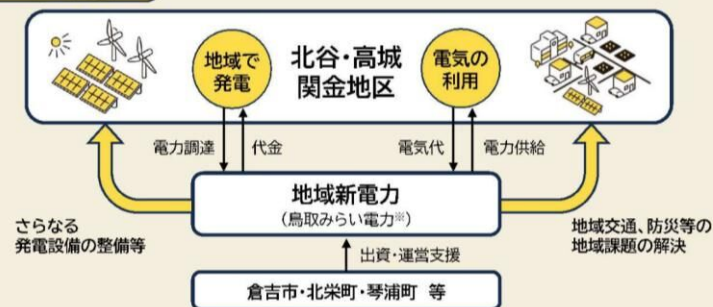 地域で
発電
北谷・高城
関金地区
電気の
利用
電力調達
代金
電気代
電力供給
地域新電力
(鳥取みらい電力※)
さらなる
発電設備の整備等
地域交通、防災等の
地域課題の解決
出資・運営支援
倉吉市・北栄町・琴浦町 等